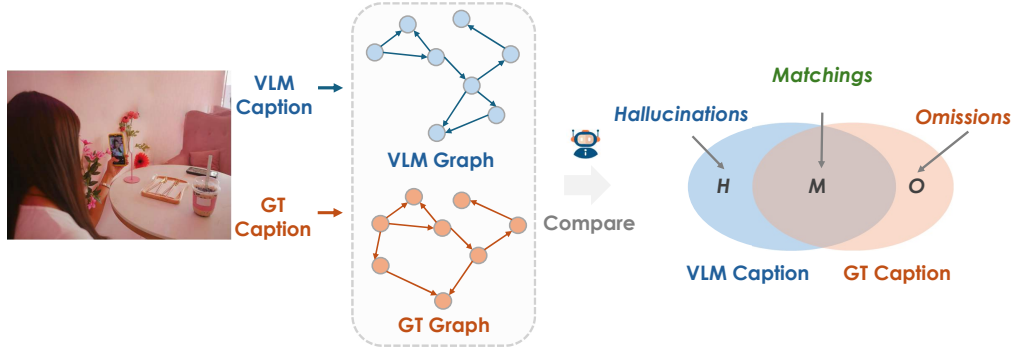 VLM
Caption
GT
Caption
VLM Graph
GT Graph
Compare
Matchings
Hallucinations
Omissions
H
M
O
VLM Caption
GT Caption